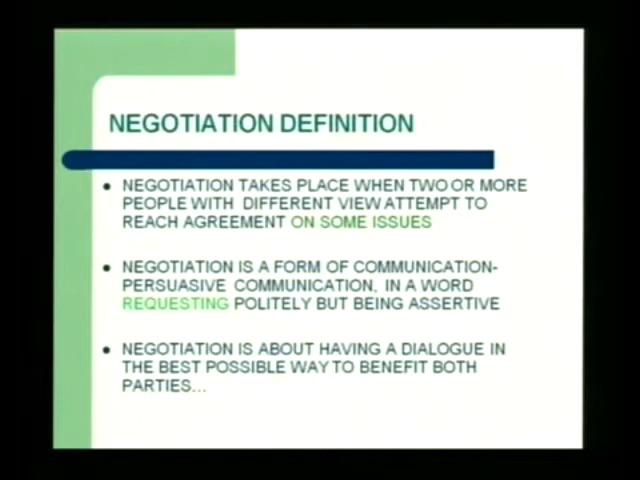 NEGOTIATION DEFINITION
NEGOTIATION TAKES PLACE WHEN TWO OR MORE
PEOPLE WITH DIFFERENT VIEW ATTEMPT TO
REACH AGREEMENT ON SOME ISSUES
NEGOTIATION IS A FORM OF COMMUNICATION-
PERSUASIVE COMMUNICATION, IN A WORD
REQUESTING POLITELY BUT BEING ASSERTIVE
NEGOTIATION IS ABOUT HAVING A DIALOGUE IN
THE BEST POSSIBLE WAY TO BENEFIT BOTH
PARTIES...